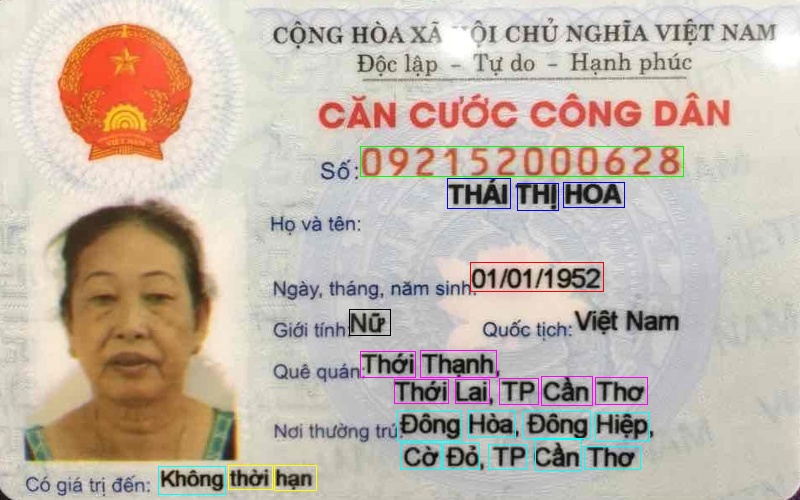 CỘNG HÒA XÃ HỘI CHỦ NGHĨA VIỆT NAM
Độc lập - Tự do - Hạnh phúc
VIỆT NAM
CĂN CƯỚC CÔNG DÂN
Số: 092152000628
THÁI THỊ HOA
Họ và tên:
Ngày, tháng, năm sinh: 01/01/1952
Giới tính: Nữ Quốc tịch: Việt Nam
Quê quán: Thới Thạnh,
Thới Lai, TP Cần Thơ
Nơi thường trú: Đông Hòa, Đông Hiệp,
Cờ Đỏ, TP Cần Thơ
Có giá trị đến: Không thời hạn